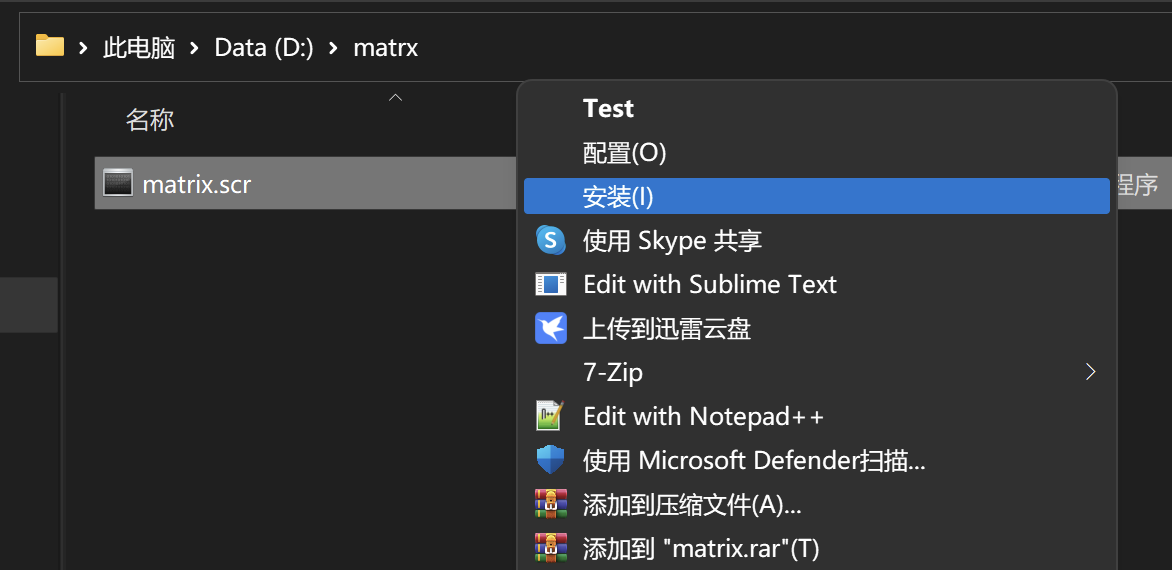 此电脑 Data (D:) matrx
名称
matrix.scr
程序
Test
配置(O)
安装(I)
使用 Skype 共享
Edit with Sublime Text
上传到迅雷云盘
7-Zip
Edit with Notepad++
使用 Microsoft Defender扫描...
添加到压缩文件(A)...
添加到 "matrix.rar"(T)